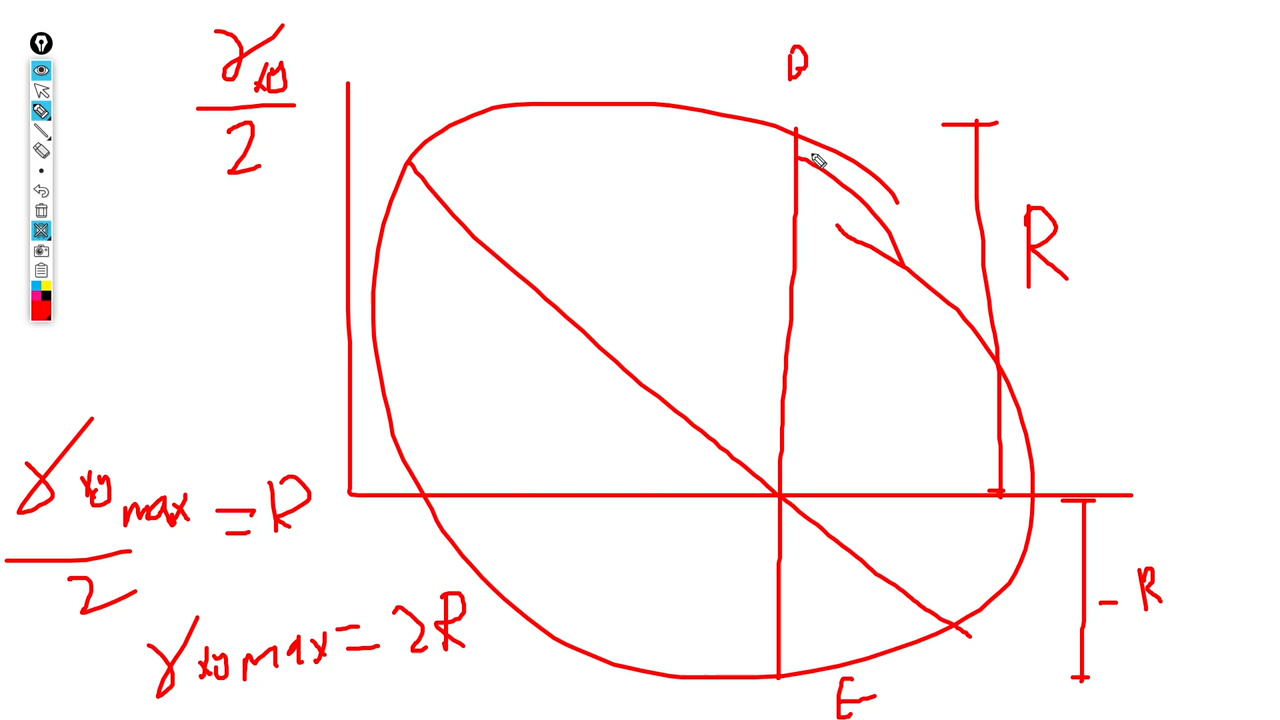 γxy
2
D
R
γxy max
2
= R
γxy max = 2R
- R
E